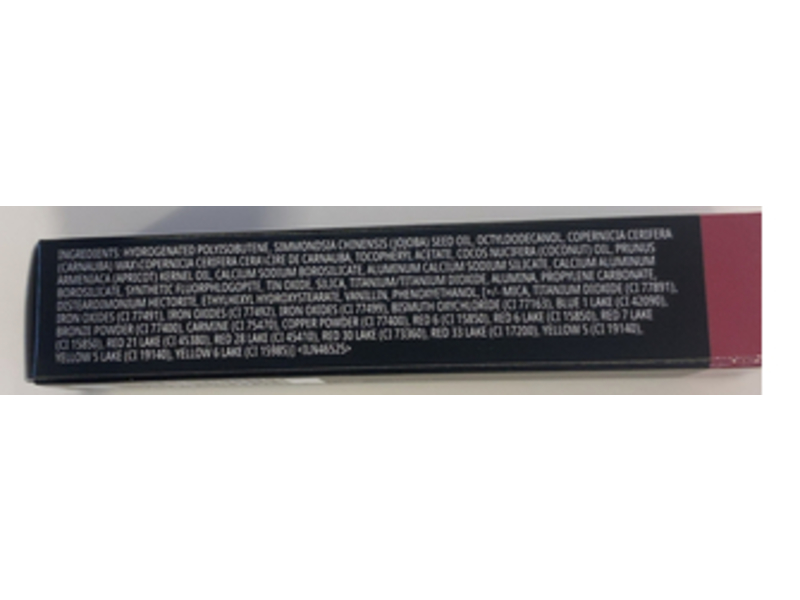 INGREDIENTS: HYDROGENATED POLYISOBUTENE, SIMMONDSIA CHINENSIS (JOJOBA) SEED OIL, OCTYLDODECANOL, COPERNICIA CERIFERA
(CARNAUBA) WAX/COPERNICIA CERIFERA CERA/CIRE DE CARNAUBA, TOCOPHERYL ACETATE, COCOS NUCIFERA (COCONUT) OIL, PRUNUS
ARMENIACA (APRICOT) KERNEL OIL, CALCIUM SODIUM BOROSILICATE, ALUMINUM CALCIUM SODIUM SILICATE, CALCIUM ALUMINUM
BOROSILICATE, SYNTHETIC FLUORPHLOGOPITE, TIN OXIDE, SILICA, TITANIUM/TITANIUM DIOXIDE, ALUMINA, PROPYLENE CARBONATE,
DISTEARDIMONIUM HECTORITE, ETHYLHEXYL HYDROXYSTEARATE, VANILLIN, PHENOXYETHANOL, [+/- MICA, TITANIUM DIOXIDE (CI 77891),
IRON OXIDES (CI 77491), IRON OXIDES (CI 77492), IRON OXIDES (CI 77499), BISMUTH OXYCHLORIDE (CI 77163), BLUE 1 LAKE (CI 42090),
BRONZE POWDER (CI 77400), CARMINE (CI 75470), COPPER POWDER (CI 77400), RED 6 (CI 15850), RED 6 LAKE (CI 15850), RED 7 LAKE
(CI 15850), RED 21 LAKE (CI 45380), RED 28 LAKE (CI 45410), RED 30 LAKE (CI 73360), RED 33 LAKE (CI 17200), YELLOW 5 (CI 19140),
YELLOW 5 LAKE (CI 19140), YELLOW 6 LAKE (CI 15985)] <ILN46525>